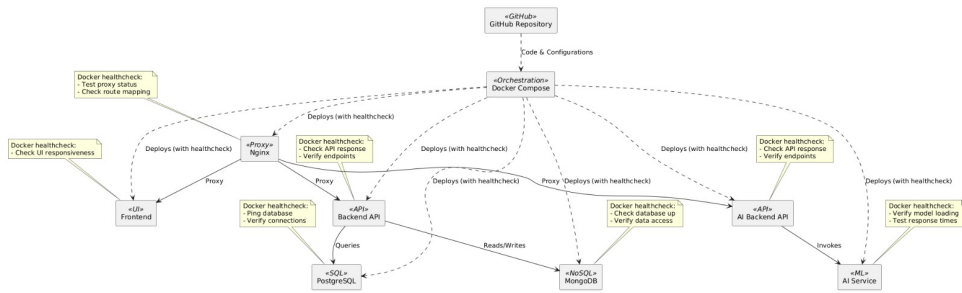 «GitHub»
GitHub Repository
Code & Configurations
«Orchestration»
Docker Compose
Docker healthcheck:
- Test proxy status
- Check route mapping
Docker healthcheck:
- Check UI responsiveness
Deploys (with healthcheck)
«Proxy»
Nginx
Deploys (with healthcheck)
Docker healthcheck:
- Check API response
- Verify endpoints
Deploys (with healthcheck)
Deploys (with healthcheck)
Docker healthcheck:
- Check API response
- Verify endpoints
Proxy
Proxy
Deploys (with healthcheck)
Proxy
Deploys (with healthcheck)
Deploys (with healthcheck)
«UI»
Frontend
Docker healthcheck:
- Ping database
- Verify connections
«API»
Backend API
Docker healthcheck:
- Check database up
- Verify data access
«API»
AI Backend API
Docker healthcheck:
- Verify model loading
- Test response times
Queries
Reads/Writes
Invokes
«SQL»
PostgreSQL
«NoSQL»
MongoDB
«ML»
AI Service